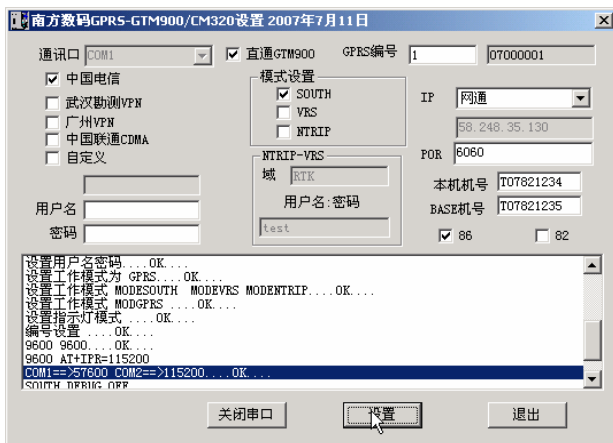 南方数码GPRS-GTM900/CM320设置 2007年7月11日
通讯口 COM1 直通GTM900 GPRS编号 1 07000001
中国电信
武汉勘测VPN
广州VPN
中国联通CDMA
自定义
用户名
密码
模式设置
SOUTH
VRS
NTRIP
NTRIP-VRS
域 RTK
用户名:密码
test
IP 网通
58.248.35.130
POR 6060
本机机号 T07821234
BASE机号 T07821235
86 82
设置用户名密码....OK....
设置工作模式为 GPRS....OK....
设置工作模式 MODESOUTH MODEVRS MODENTRIP....OK....
设置工作模式 MODGPRS ....OK....
设置指示灯模式 ....OK....
编号设置 ....OK....
9600 9600....OK....
9600 AT+IPR=115200
COM1==>57600 COM2==>115200....OK....
SOUTH DEBUG OFF
关闭串口 设置 退出